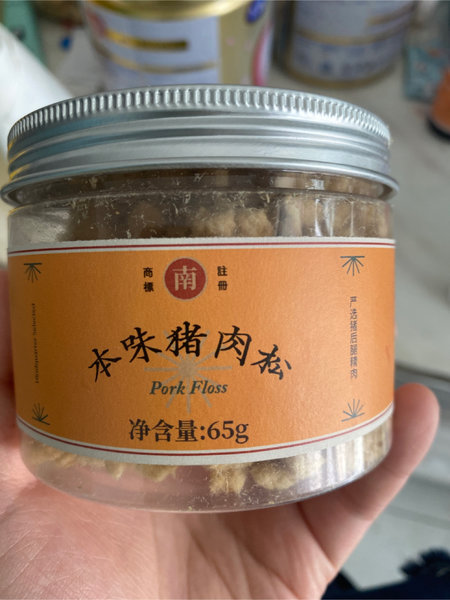 商標
南
註冊
本味猪肉松
Pork Floss
净含量:65g
严选猪后腿精肉